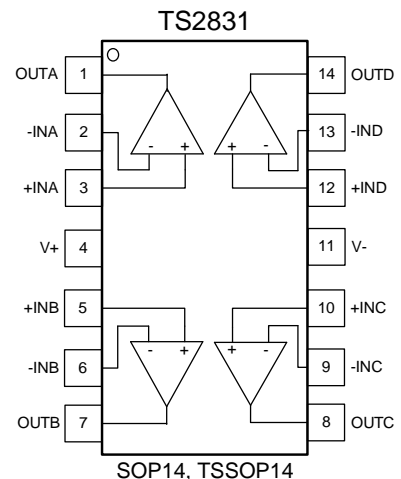 TS2831
OUTA 1 14 OUTD
-INA 2 13 -IND
- + + -
+INA 3 12 +IND
V+ 4 11 V-
+INB 5 10 +INC
- + + -
-INB 6 9 -INC
OUTB 7 8 OUTC
SOP14, TSSOP14